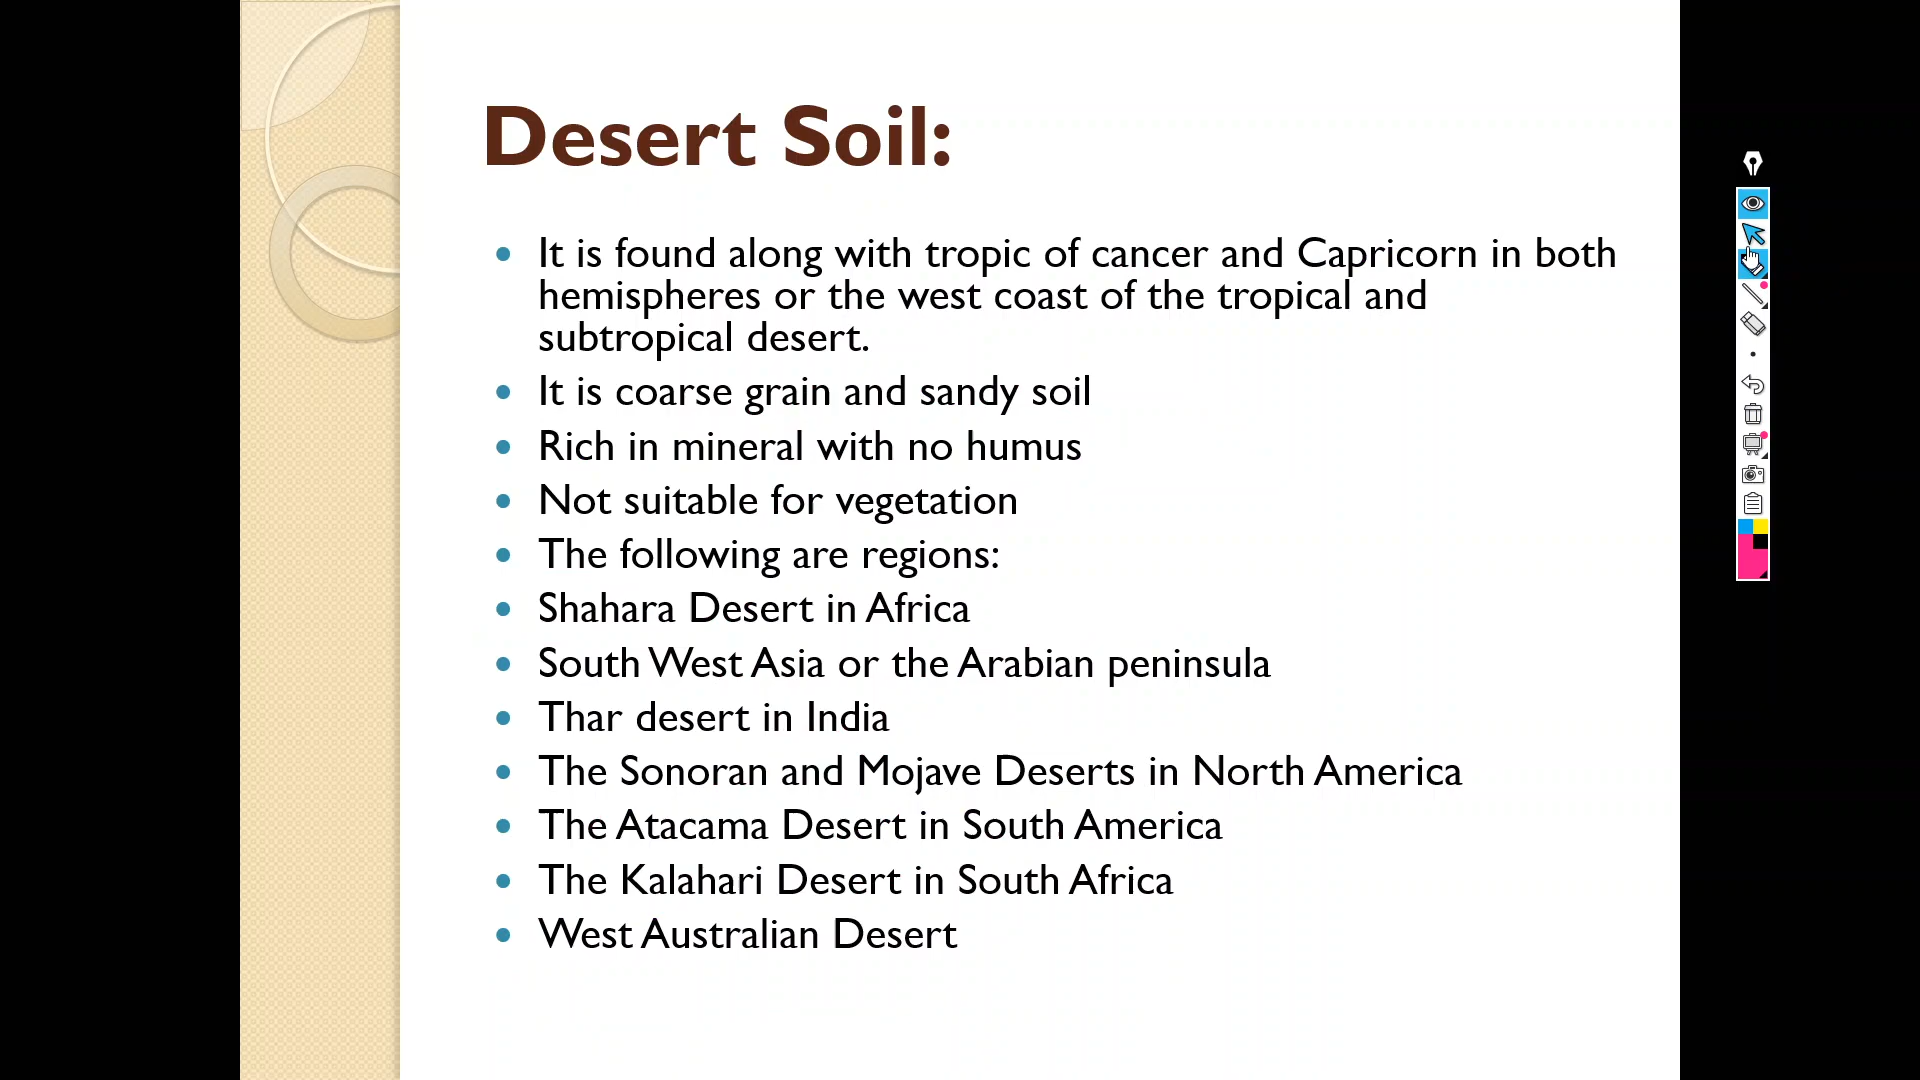 Desert Soil:
It is found along with tropic of cancer and Capricorn in both
hemispheres or the west coast of the tropical and
subtropical desert.
It is coarse grain and sandy soil
Rich in mineral with no humus
Not suitable for vegetation
The following are regions:
Shahara Desert in Africa
South West Asia or the Arabian peninsula
Thar desert in India
The Sonoran and Mojave Deserts in North America
The Atacama Desert in South America
The Kalahari Desert in South Africa
West Australian Desert